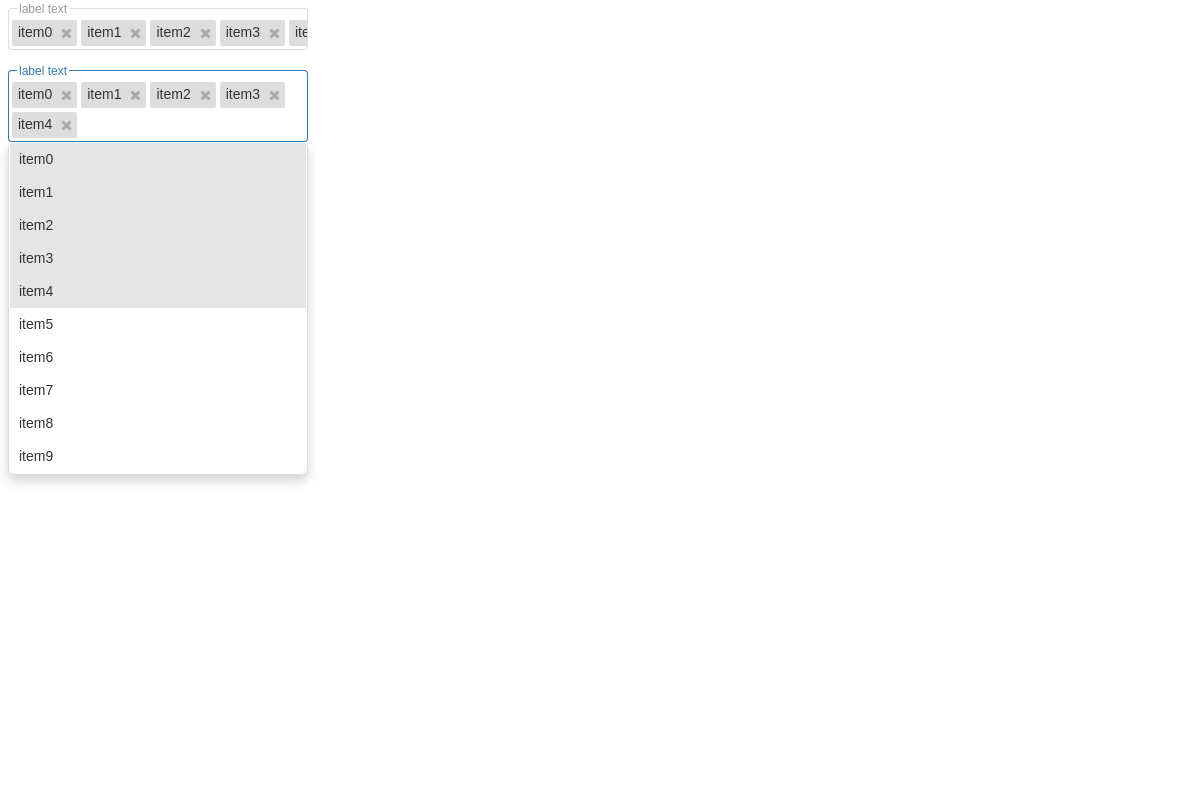 label text
item0 item1 item2 item3 ite
label text
item0 item1 item2 item3
item4
item0
item1
item2
item3
item4
item5
item6
item7
item8
item9